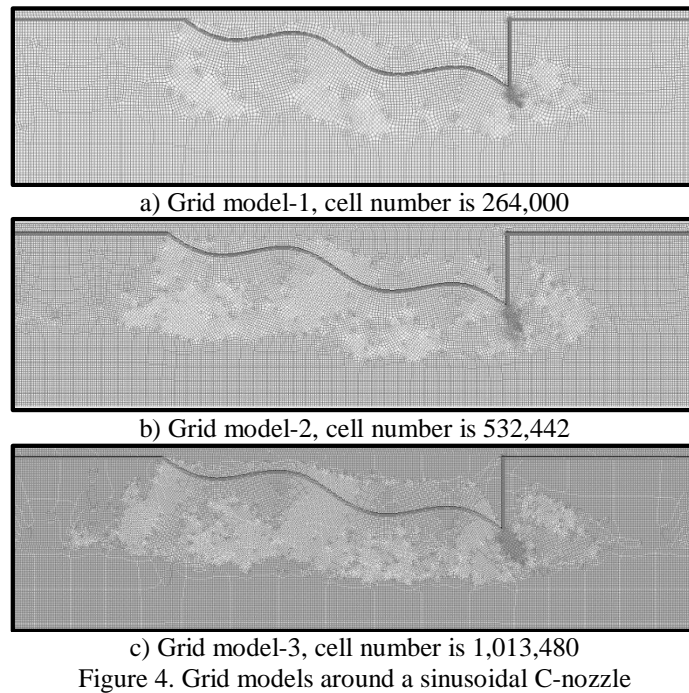 a) Grid model-1, cell number is 264,000
b) Grid model-2, cell number is 532,442
c) Grid model-3, cell number is 1,013,480
Figure 4. Grid models around a sinusoidal C-nozzle